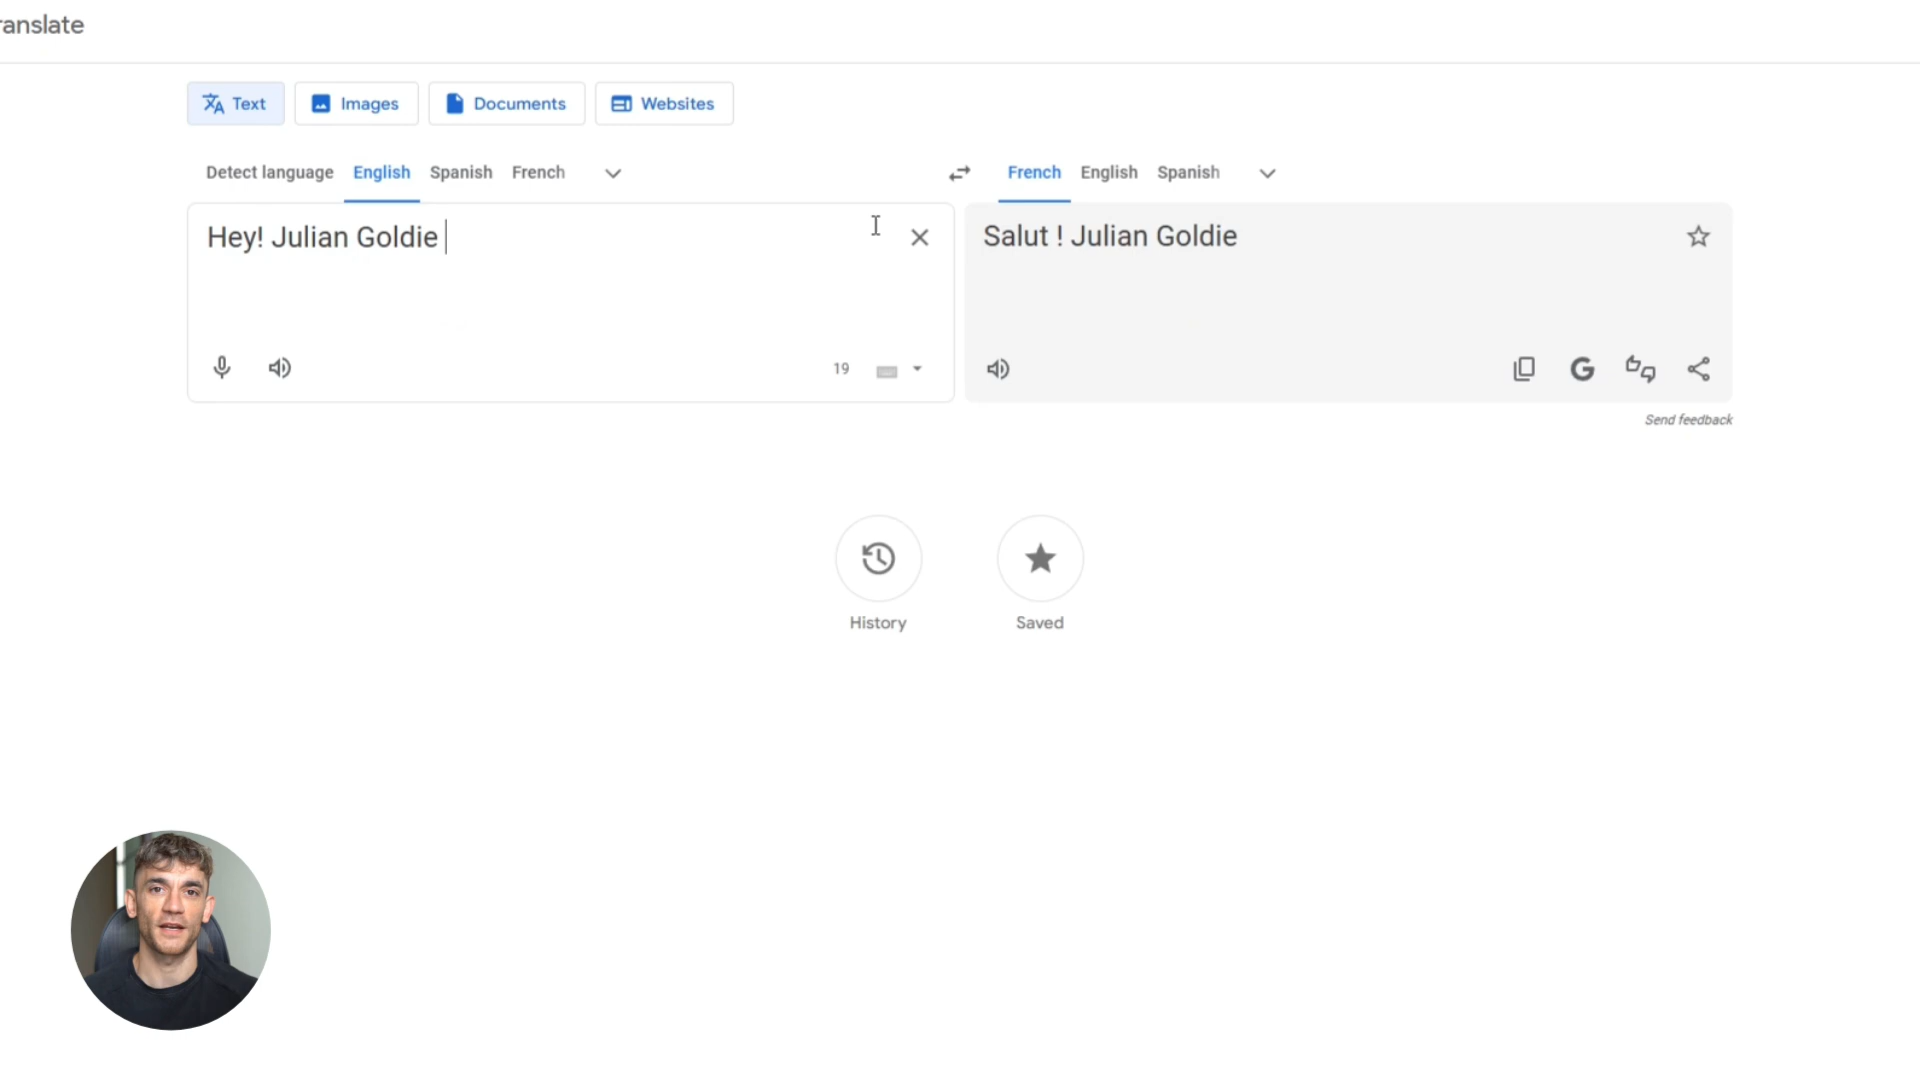 ranslate
Text Images Documents Websites
Detect language English Spanish French
French English Spanish
Hey! Julian Goldie
Salut ! Julian Goldie
19
Send feedback
History
Saved